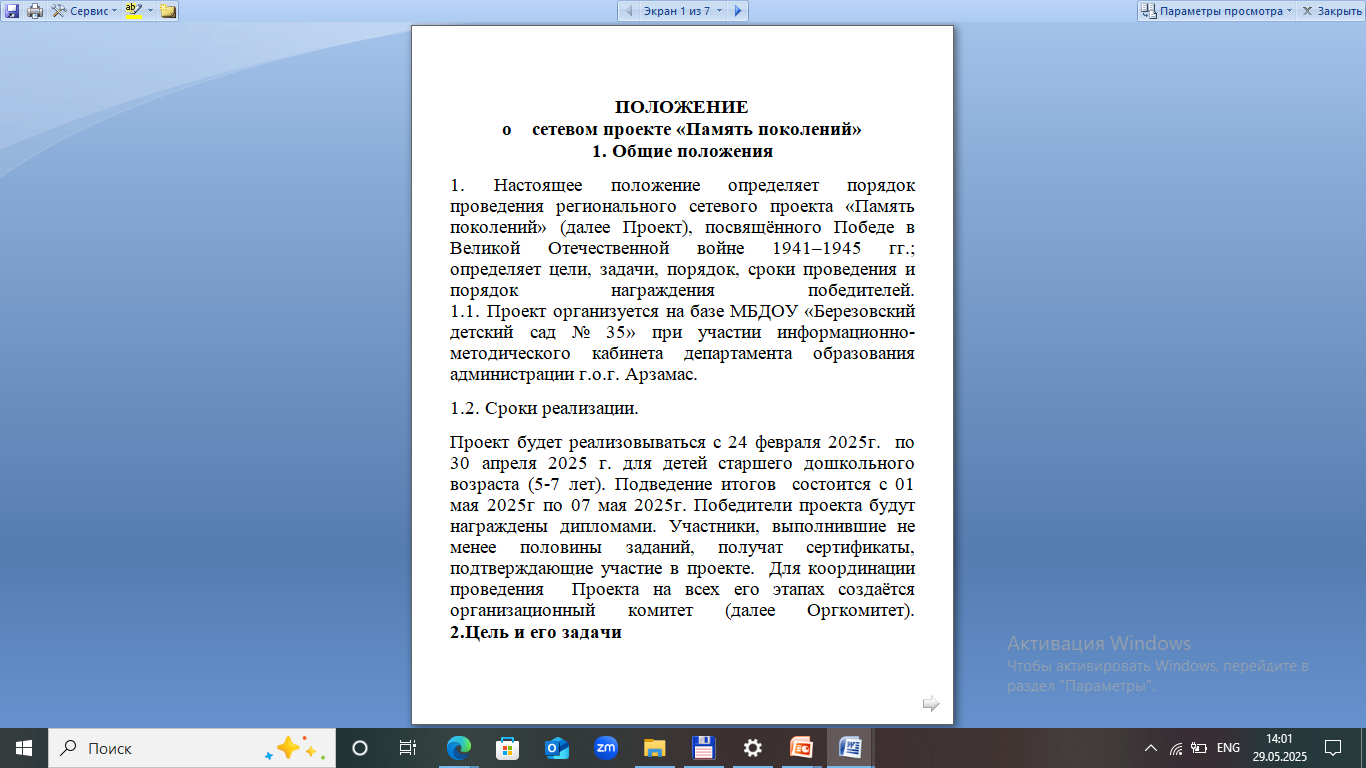 Сервис
Экран 1 из 7
Параметры просмотра
Закрыть
ПОЛОЖЕНИЕ
о сетевом проекте «Память поколений»
1. Общие положения
1. Настоящее положение определяет порядок
проведения регионального сетевого проекта «Память
поколений» (далее Проект), посвящённого Победе в
Великой Отечественной войне 1941–1945 гг.;
определяет цели, задачи, порядок, сроки проведения и
порядок награждения победителей.
1.1. Проект организуется на базе МБДОУ «Березовский
детский сад № 35» при участии информационно-
методического кабинета департамента образования
администрации г.о.г. Арзамас.
1.2. Сроки реализации.
Проект будет реализовываться с 24 февраля 2025г. по
30 апреля 2025 г. для детей старшего дошкольного
возраста (5-7 лет). Подведение итогов состоится с 01
мая 2025г по 07 мая 2025г. Победители проекта будут
награждены дипломами. Участники, выполнившие не
менее половины заданий, получат сертификаты,
подтверждающие участие в проекте. Для координации
проведения Проекта на всех его этапах создаётся
организационный комитет (далее Оргкомитет).
2.Цель и его задачи
Активация Windows
Чтобы активировать Windows, перейдите в
раздел "Параметры".
Поиск
zm
ENG
14:01
29.05.2025